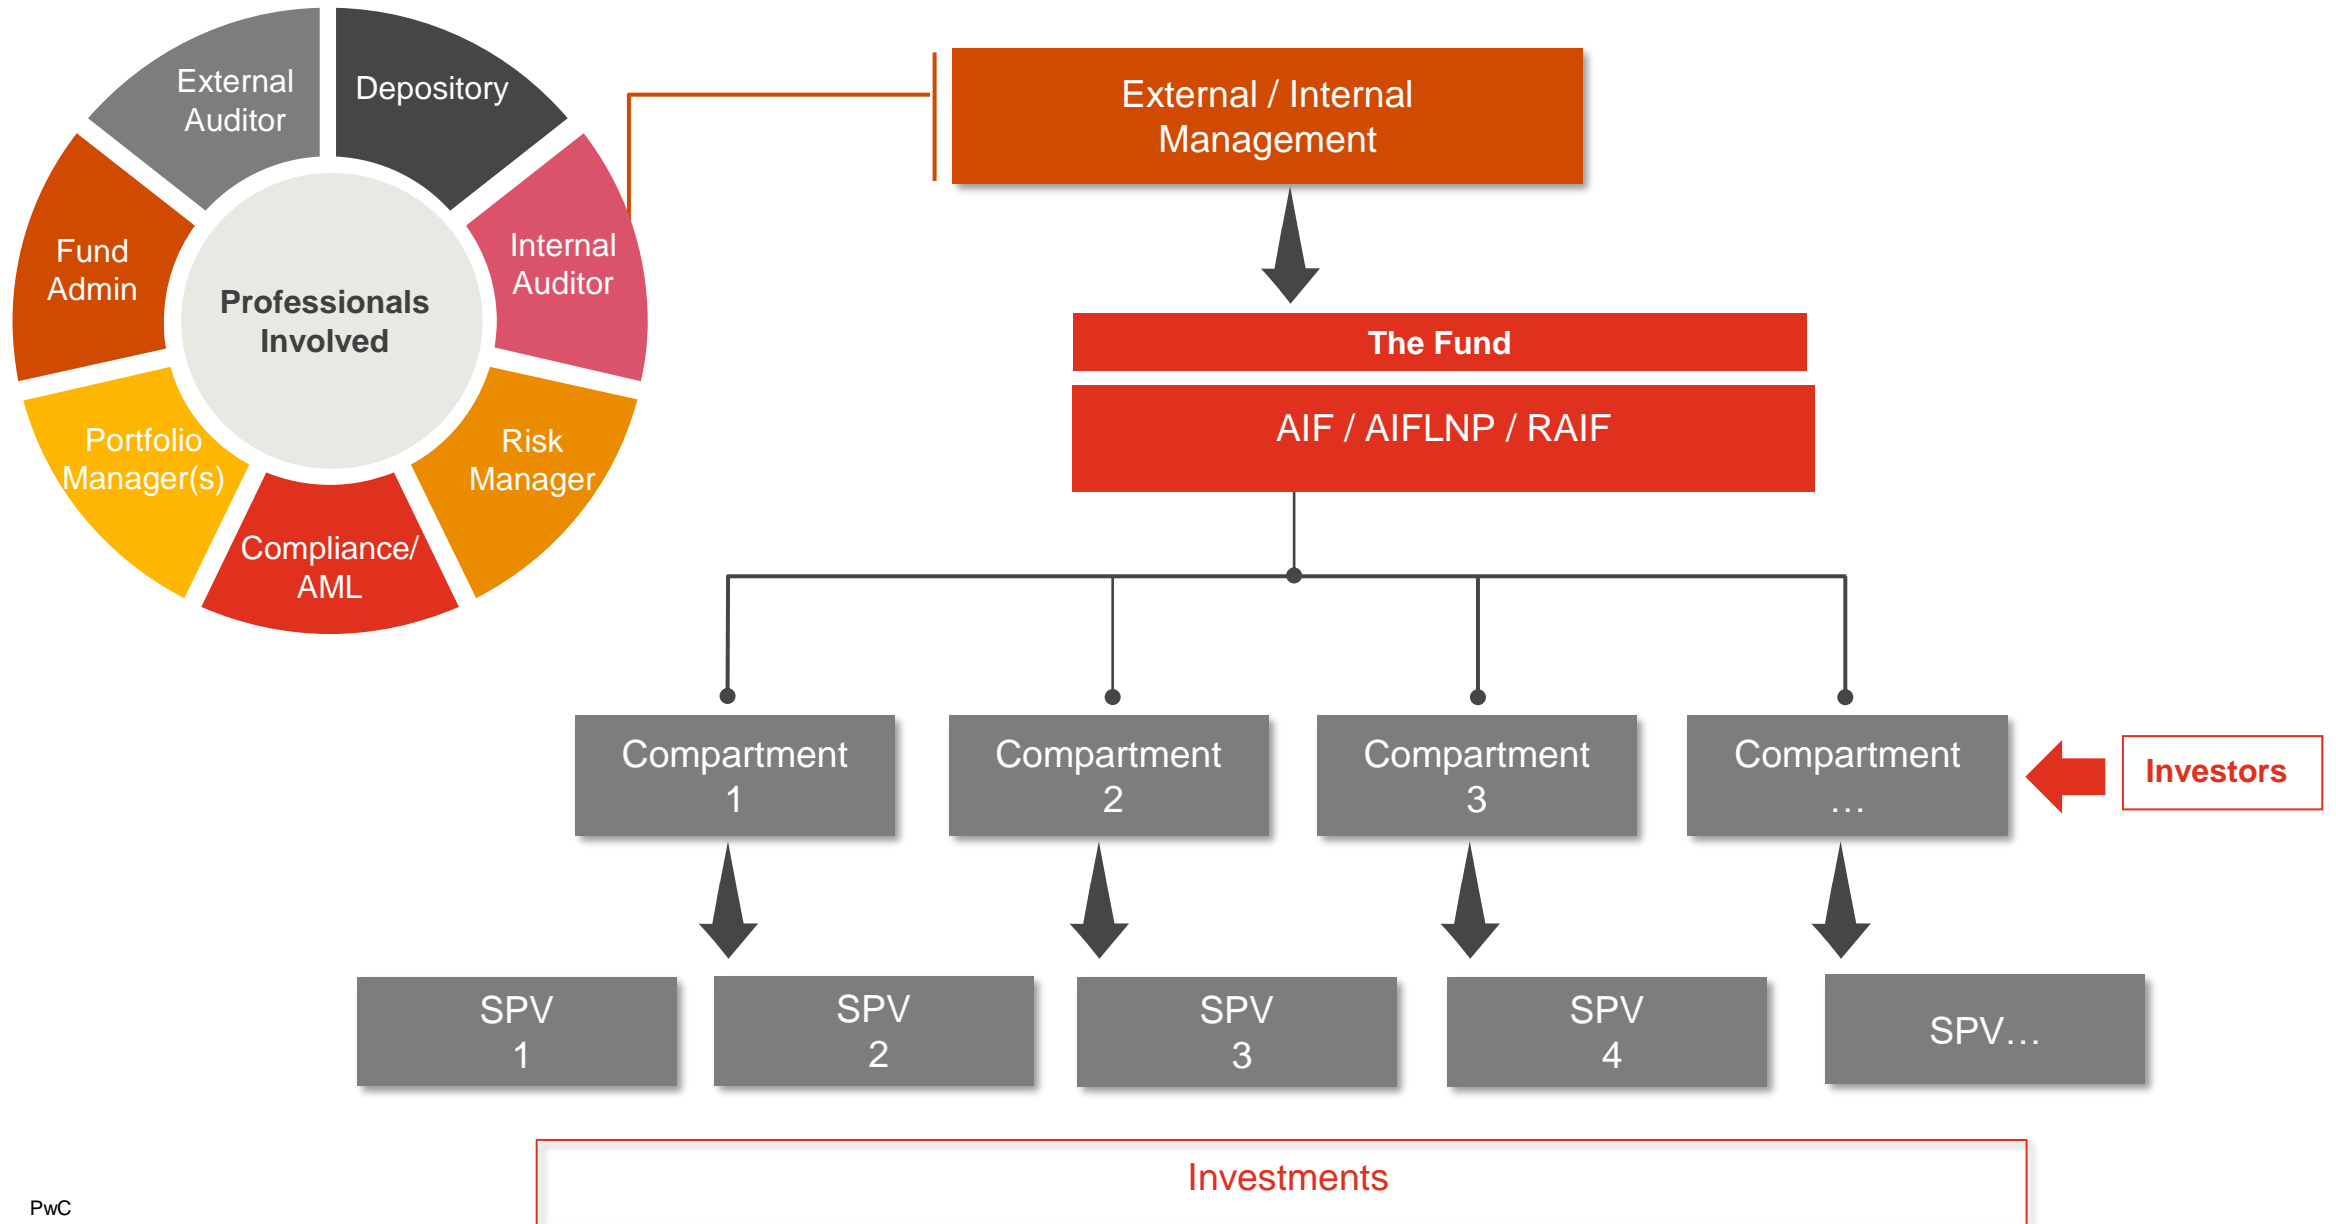 External
Auditor
Depository
Fund
Admin
Internal
Auditor
Professionals
Involved
Portfolio
Manager(s)
Risk
Manager
Compliance/
AML
External / Internal
Management
The Fund
AIF / AIFLNP / RAIF
Compartment
1
Compartment
2
Compartment
3
Compartment
…
Investors
SPV
1
SPV
2
SPV
3
SPV
4
SPV…
Investments
PwC